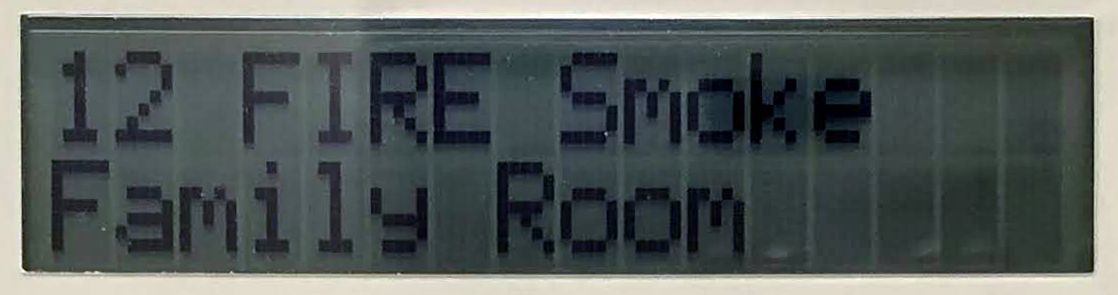 12 FIRE Smoke
Family Room